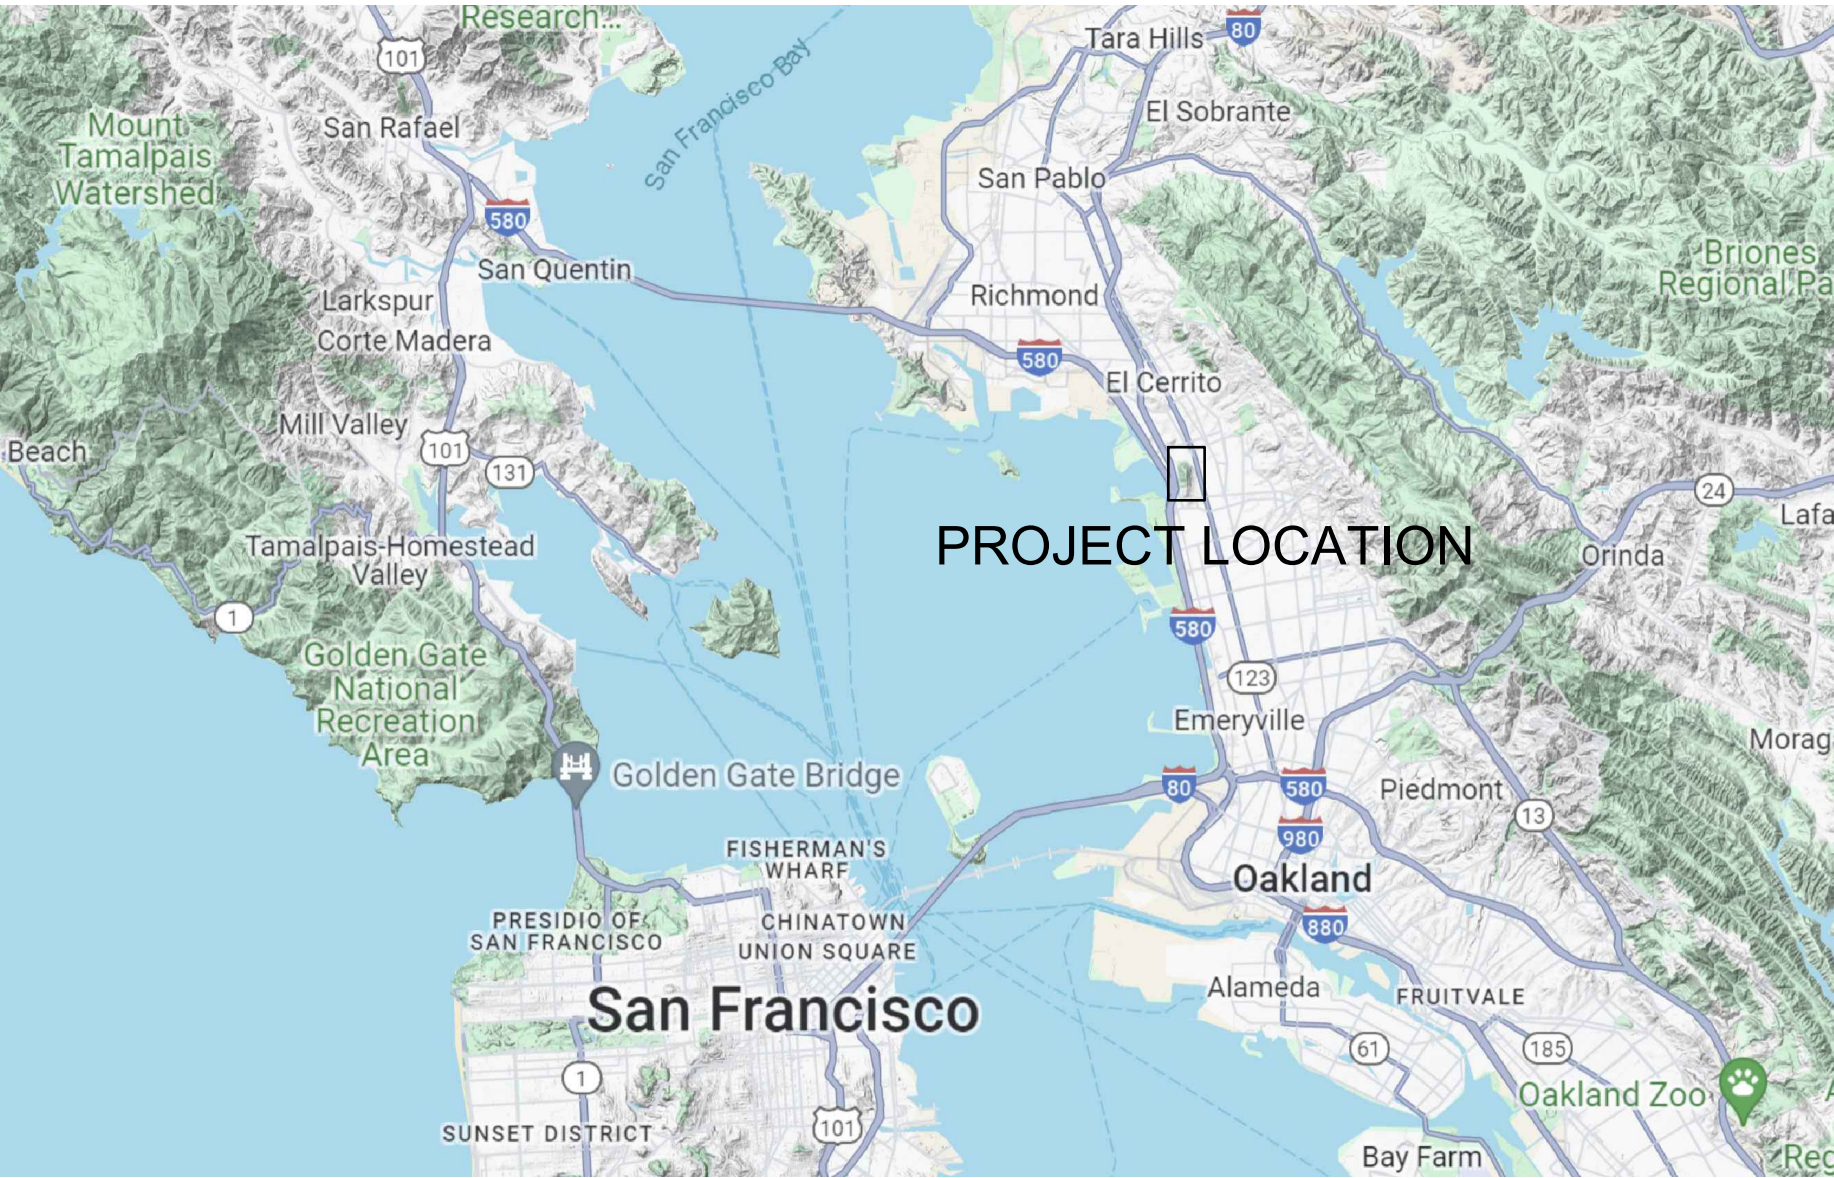 Research...
101
Tara Hills
80
El Sobrante
Mount
Tamalpais
Watershed
San Rafael
San Francisco Bay
San Pablo
580
San Quentin
Briones
Regional Pa
Larkspur
Richmond
Corte Madera
580
El Cerrito
Mill Valley
Beach
101
131
24
Lafa
PROJECT LOCATION
Tamalpais-Homestead
Valley
Orinda
1
580
Golden Gate
National
Recreation
Area
123
Emeryville
Morag
Golden Gate Bridge
80
580
Piedmont
13
980
FISHERMAN'S
WHARF
Oakland
PRESIDIO OF
SAN FRANCISCO
CHINATOWN
UNION SQUARE
880
San Francisco
Alameda
FRUITVALE
61
185
1
Oakland Zoo
101
SUNSET DISTRICT
Bay Farm
Reg